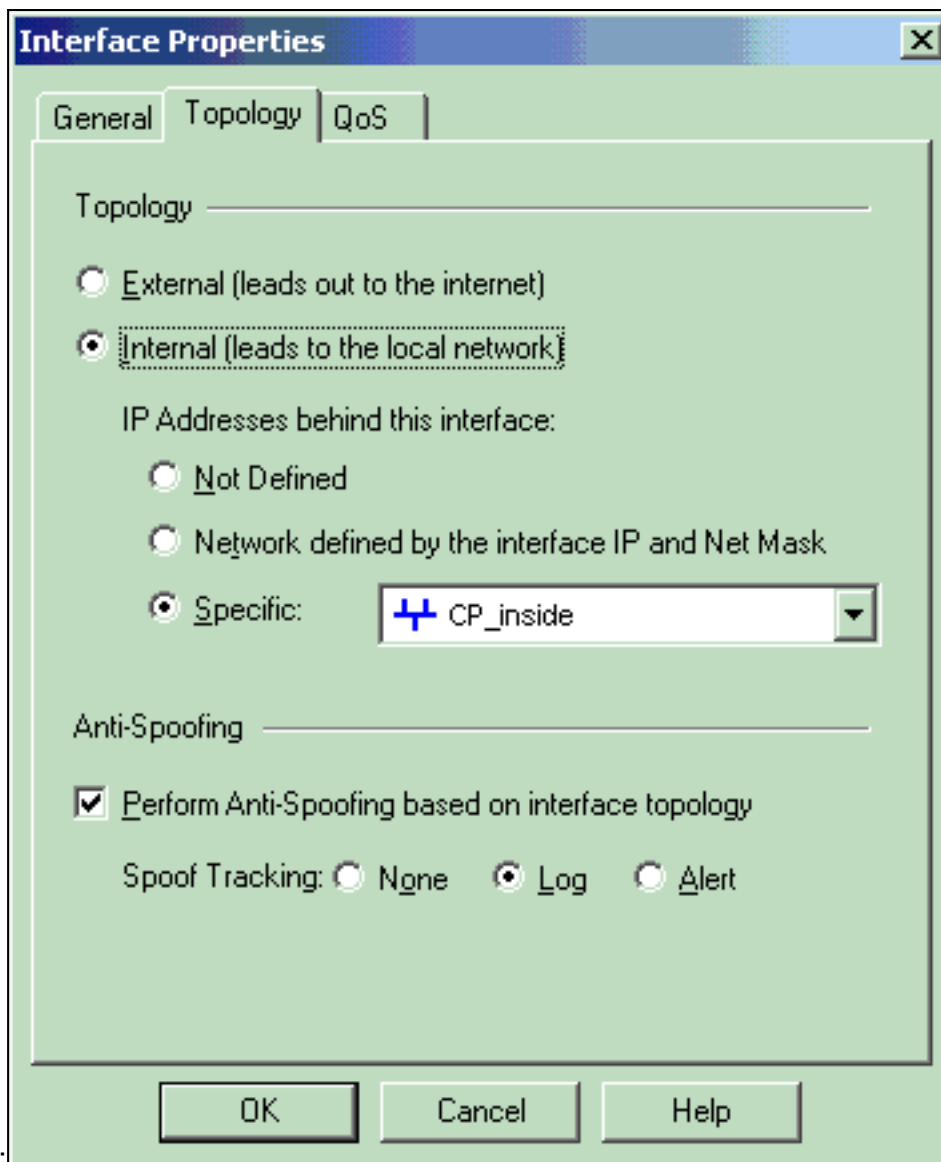 Interface Properties
General Topology QoS
Topology
External (leads out to the internet)
Internal (leads to the local network)
IP Addresses behind this interface:
Not Defined
Network defined by the interface IP and Net Mask
Specific: CP_inside
Anti-Spoofing
Perform Anti-Spoofing based on interface topology
Spoof Tracking: None Log Alert
OK Cancel Help
.